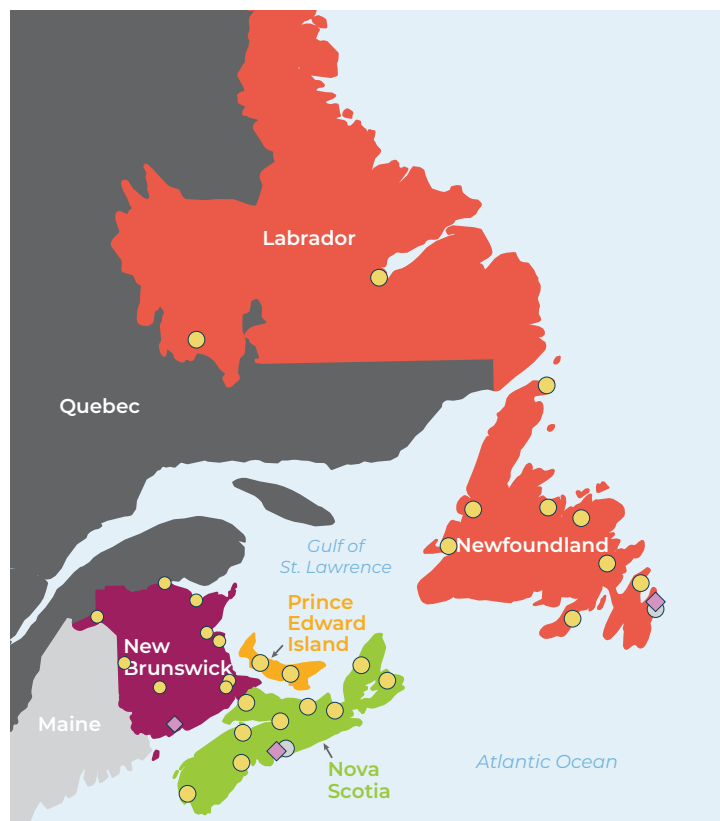 Labrador
Quebec
Gulf of
St. Lawrence
Newfoundland
Prince
Edward
Island
New
Brunswick
Maine
Nova
Scotia
Atlantic Ocean